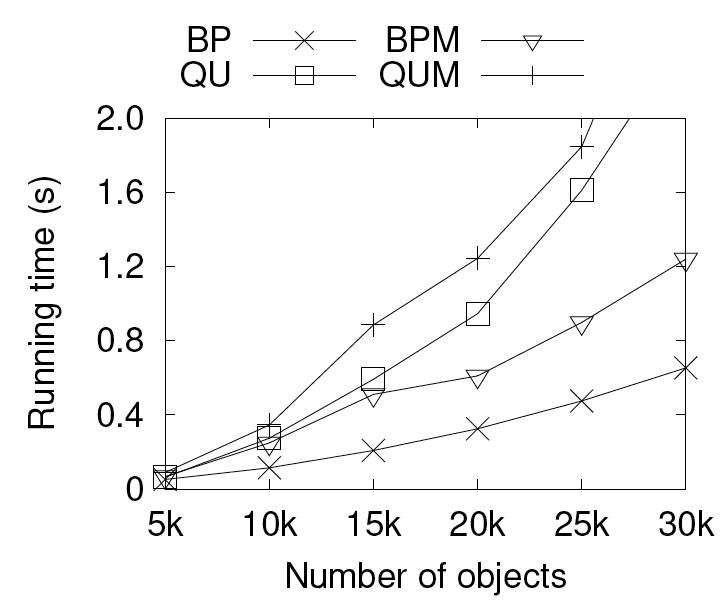 BP BPM
QU QUM
2.0
1.6
1.2
0.8
0.4
0
Running time (s)
5k 10k 15k 20k 25k 30k
Number of objects